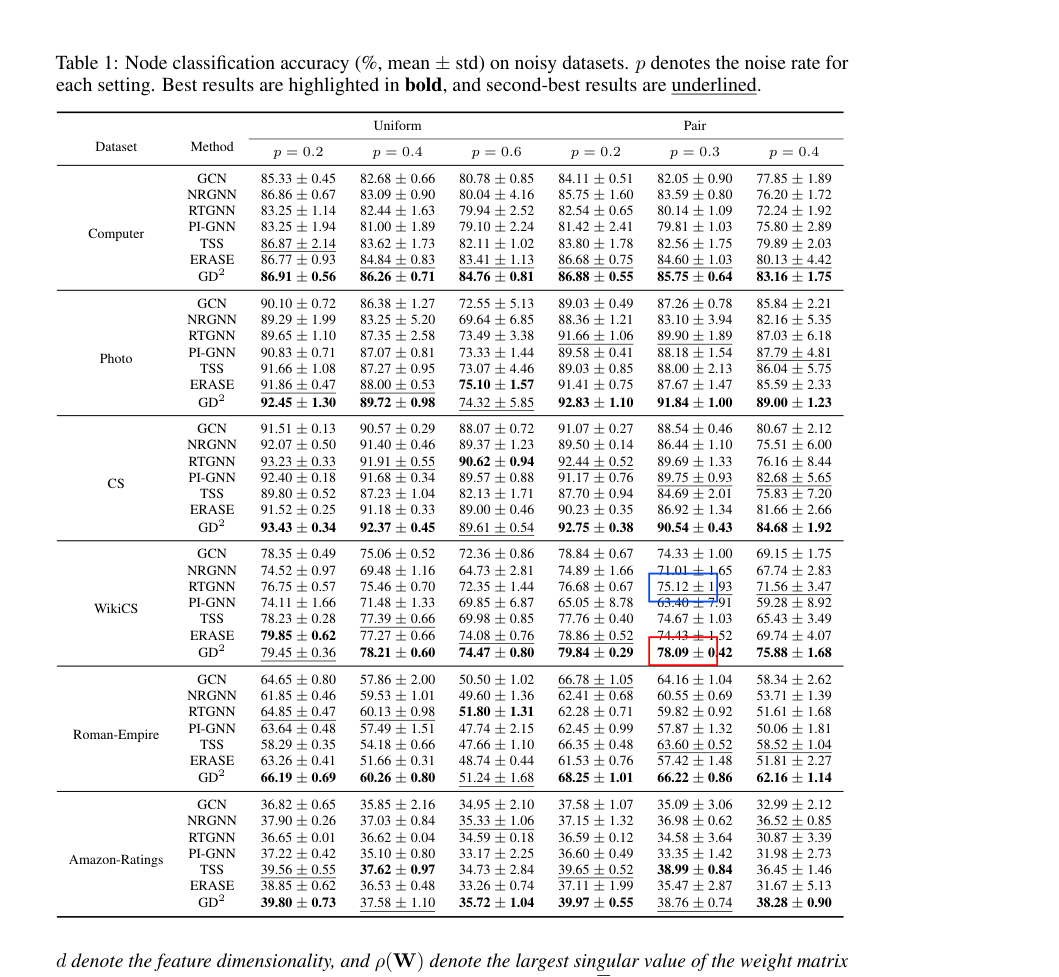 Table 1: Node classification accuracy (%, mean ± std) on noisy datasets. p denotes the noise rate for
each setting. Best results are highlighted in bold, and second-best results are underlined.
Dataset Method Uniform Pair
p = 0.2 p = 0.4 p = 0.6 p = 0.2 p = 0.3 p = 0.4
Computer
GCN 85.33 ± 0.45 82.68 ± 0.66 80.78 ± 0.85 84.11 ± 0.51 82.05 ± 0.90 77.85 ± 1.89
NRGNN 86.86 ± 0.67 83.09 ± 0.90 80.04 ± 4.16 85.75 ± 1.60 83.59 ± 0.80 76.20 ± 1.72
RTGNN 83.25 ± 1.14 82.44 ± 1.63 79.94 ± 2.52 82.54 ± 0.65 80.14 ± 1.09 72.24 ± 1.92
PI-GNN 83.25 ± 1.94 81.00 ± 1.89 79.10 ± 2.24 81.42 ± 2.41 79.81 ± 1.03 75.80 ± 2.89
TSS 86.87 ± 2.14 83.62 ± 1.73 82.11 ± 1.02 83.80 ± 1.78 82.56 ± 1.75 79.89 ± 2.03
ERASE 86.77 ± 0.93 84.84 ± 0.83 83.41 ± 1.13 86.68 ± 0.75 84.60 ± 1.03 80.13 ± 4.42
GD² 86.91 ± 0.56 86.26 ± 0.71 84.76 ± 0.81 86.88 ± 0.55 85.75 ± 0.64 83.16 ± 1.75
Photo
GCN 90.10 ± 0.72 86.38 ± 1.27 72.55 ± 5.13 89.03 ± 0.49 87.26 ± 0.78 85.84 ± 2.21
NRGNN 89.29 ± 1.99 83.25 ± 5.20 69.64 ± 6.85 88.36 ± 1.21 83.10 ± 3.94 82.16 ± 5.35
RTGNN 89.65 ± 1.10 87.35 ± 2.58 73.49 ± 3.38 91.66 ± 1.06 89.90 ± 1.89 87.03 ± 6.18
PI-GNN 90.83 ± 0.71 87.07 ± 0.81 73.33 ± 1.44 89.58 ± 0.41 88.18 ± 1.54 87.79 ± 4.81
TSS 91.66 ± 1.08 87.27 ± 0.95 73.07 ± 4.46 89.03 ± 0.85 88.00 ± 2.13 86.04 ± 5.75
ERASE 91.86 ± 0.47 88.00 ± 0.53 75.10 ± 1.57 91.41 ± 0.75 87.67 ± 1.47 85.59 ± 2.33
GD² 92.45 ± 1.30 89.72 ± 0.98 74.32 ± 5.85 92.83 ± 1.10 91.84 ± 1.00 89.00 ± 1.23
CS
GCN 91.51 ± 0.13 90.57 ± 0.29 88.07 ± 0.72 91.07 ± 0.27 88.54 ± 0.46 80.67 ± 2.12
NRGNN 92.07 ± 0.50 91.40 ± 0.46 89.37 ± 1.23 89.50 ± 0.14 86.44 ± 1.10 75.51 ± 6.00
RTGNN 93.23 ± 0.33 91.91 ± 0.55 90.62 ± 0.94 92.44 ± 0.52 89.69 ± 1.33 76.16 ± 8.44
PI-GNN 92.40 ± 0.18 91.68 ± 0.34 89.57 ± 0.88 91.17 ± 0.76 89.75 ± 0.93 82.68 ± 5.65
TSS 89.80 ± 0.52 87.23 ± 1.04 82.13 ± 1.71 87.70 ± 0.94 84.69 ± 2.01 75.83 ± 7.20
ERASE 91.52 ± 0.25 91.18 ± 0.33 89.00 ± 0.46 90.23 ± 0.35 86.92 ± 1.34 81.66 ± 2.66
GD² 93.43 ± 0.34 92.37 ± 0.45 89.61 ± 0.54 92.75 ± 0.38 90.54 ± 0.43 84.68 ± 1.92
WikiCS
GCN 78.35 ± 0.49 75.06 ± 0.52 72.36 ± 0.86 78.84 ± 0.67 74.33 ± 1.00 69.15 ± 1.75
NRGNN 74.52 ± 0.97 69.48 ± 1.16 64.73 ± 2.81 74.89 ± 1.66 71.01 ± 1.65 67.74 ± 2.83
RTGNN 76.75 ± 0.57 75.46 ± 0.70 72.35 ± 1.44 76.68 ± 0.67 75.12 ± 1.93 71.56 ± 3.47
PI-GNN 74.11 ± 1.66 71.48 ± 1.33 69.85 ± 6.87 65.05 ± 8.78 63.40 ± 7.91 59.28 ± 8.92
TSS 78.23 ± 0.28 77.39 ± 0.66 69.98 ± 0.85 77.76 ± 0.40 74.67 ± 1.03 65.43 ± 3.49
ERASE 79.85 ± 0.62 77.27 ± 0.66 74.08 ± 0.76 78.86 ± 0.52 74.43 ± 1.52 69.74 ± 4.07
GD² 79.45 ± 0.36 78.21 ± 0.60 74.47 ± 0.80 79.84 ± 0.29 78.09 ± 0.42 75.88 ± 1.68
Roman-Empire
GCN 64.65 ± 0.80 57.86 ± 2.00 50.50 ± 1.02 66.78 ± 1.05 64.16 ± 1.04 58.34 ± 2.62
NRGNN 61.85 ± 0.46 59.53 ± 1.01 49.60 ± 1.36 62.41 ± 0.68 60.55 ± 0.69 53.71 ± 1.39
RTGNN 64.85 ± 0.47 60.13 ± 0.98 51.80 ± 1.31 62.28 ± 0.71 59.82 ± 0.92 51.61 ± 1.68
PI-GNN 63.64 ± 0.48 57.49 ± 1.51 47.74 ± 2.15 62.45 ± 0.99 57.87 ± 1.32 50.06 ± 1.81
TSS 58.29 ± 0.35 54.18 ± 0.66 47.66 ± 1.10 66.35 ± 0.48 63.60 ± 0.52 58.52 ± 1.04
ERASE 63.26 ± 0.41 51.66 ± 0.31 48.74 ± 0.44 61.53 ± 0.76 57.42 ± 1.48 51.81 ± 2.27
GD² 66.19 ± 0.69 60.26 ± 0.80 51.24 ± 1.68 68.25 ± 1.01 66.22 ± 0.86 62.16 ± 1.14
Amazon-Ratings
GCN 36.82 ± 0.65 35.85 ± 2.16 34.95 ± 2.10 37.58 ± 1.07 35.09 ± 3.06 32.99 ± 2.12
NRGNN 37.90 ± 0.26 37.03 ± 0.84 35.33 ± 1.06 37.15 ± 1.32 36.98 ± 0.62 36.52 ± 0.85
RTGNN 36.65 ± 0.01 36.62 ± 0.04 34.59 ± 0.18 36.59 ± 0.12 34.58 ± 3.64 30.87 ± 3.39
PI-GNN 37.22 ± 0.42 35.10 ± 0.80 33.17 ± 2.25 36.60 ± 0.49 33.35 ± 1.42 31.98 ± 2.73
TSS 39.56 ± 0.55 37.62 ± 0.97 34.73 ± 2.84 39.65 ± 0.52 38.99 ± 0.84 36.45 ± 1.46
ERASE 38.85 ± 0.62 36.53 ± 0.48 33.26 ± 0.74 37.11 ± 1.99 35.47 ± 2.87 31.67 ± 5.13
GD² 39.80 ± 0.73 37.58 ± 1.10 35.72 ± 1.04 39.97 ± 0.55 38.76 ± 0.74 38.28 ± 0.90
d denote the feature dimensionality, and ρ(W) denote the largest singular value of the weight matrix